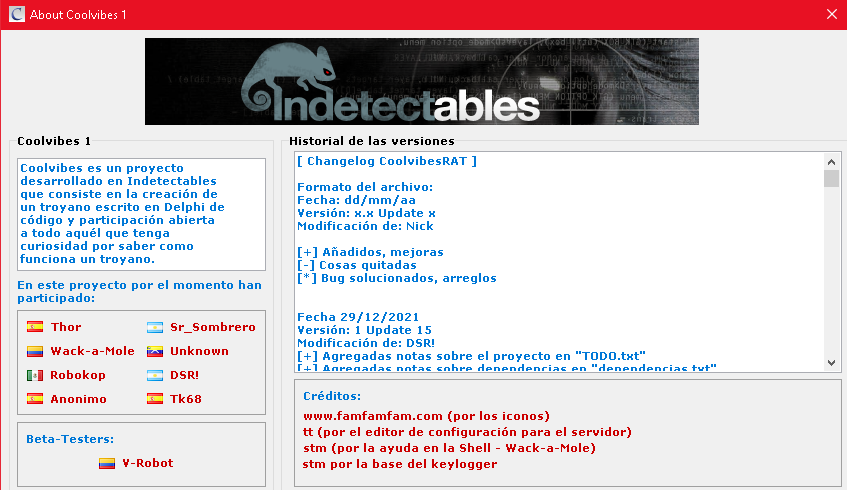 About Coolvibes 1
Indetectables
Coolvibes 1
Coolvibes es un proyecto
desarrollado en Indetectables
que consiste en la creación de
un troyano escrito en Delphi de
código y participación abierta
a todo aquél que tenga
curiosidad por saber como
funciona un troyano.
En este proyecto por el momento han
participado:
Thor
Sr_Sombrero
Wack-a-Mole
Unknown
Robokop
DSR!
Anonimo
Tk68
Beta-Testers:
V-Robot
Historial de las versiones
[ Changelog CoolvibesRAT ]
Formato del archivo:
Fecha: dd/mm/aa
Versión: x.x Update x
Modificación de: Nick
[+] Añadidos, mejoras
[-] Cosas quitadas
[*] Bug solucionados, arreglos
Fecha 29/12/2021
Versión: 1 Update 15
Modificación de: DSR!
[+] Agregadas notas sobre el proyecto en "TODO.txt"
[+] Agregadas notas sobre dependencias en "dependencias.txt"
Créditos:
www.famfamfam.com (por los iconos)
tt (por el editor de configuración para el servidor)
stm (por la ayuda en la Shell - Wack-a-Mole)
stm por la base del keylogger